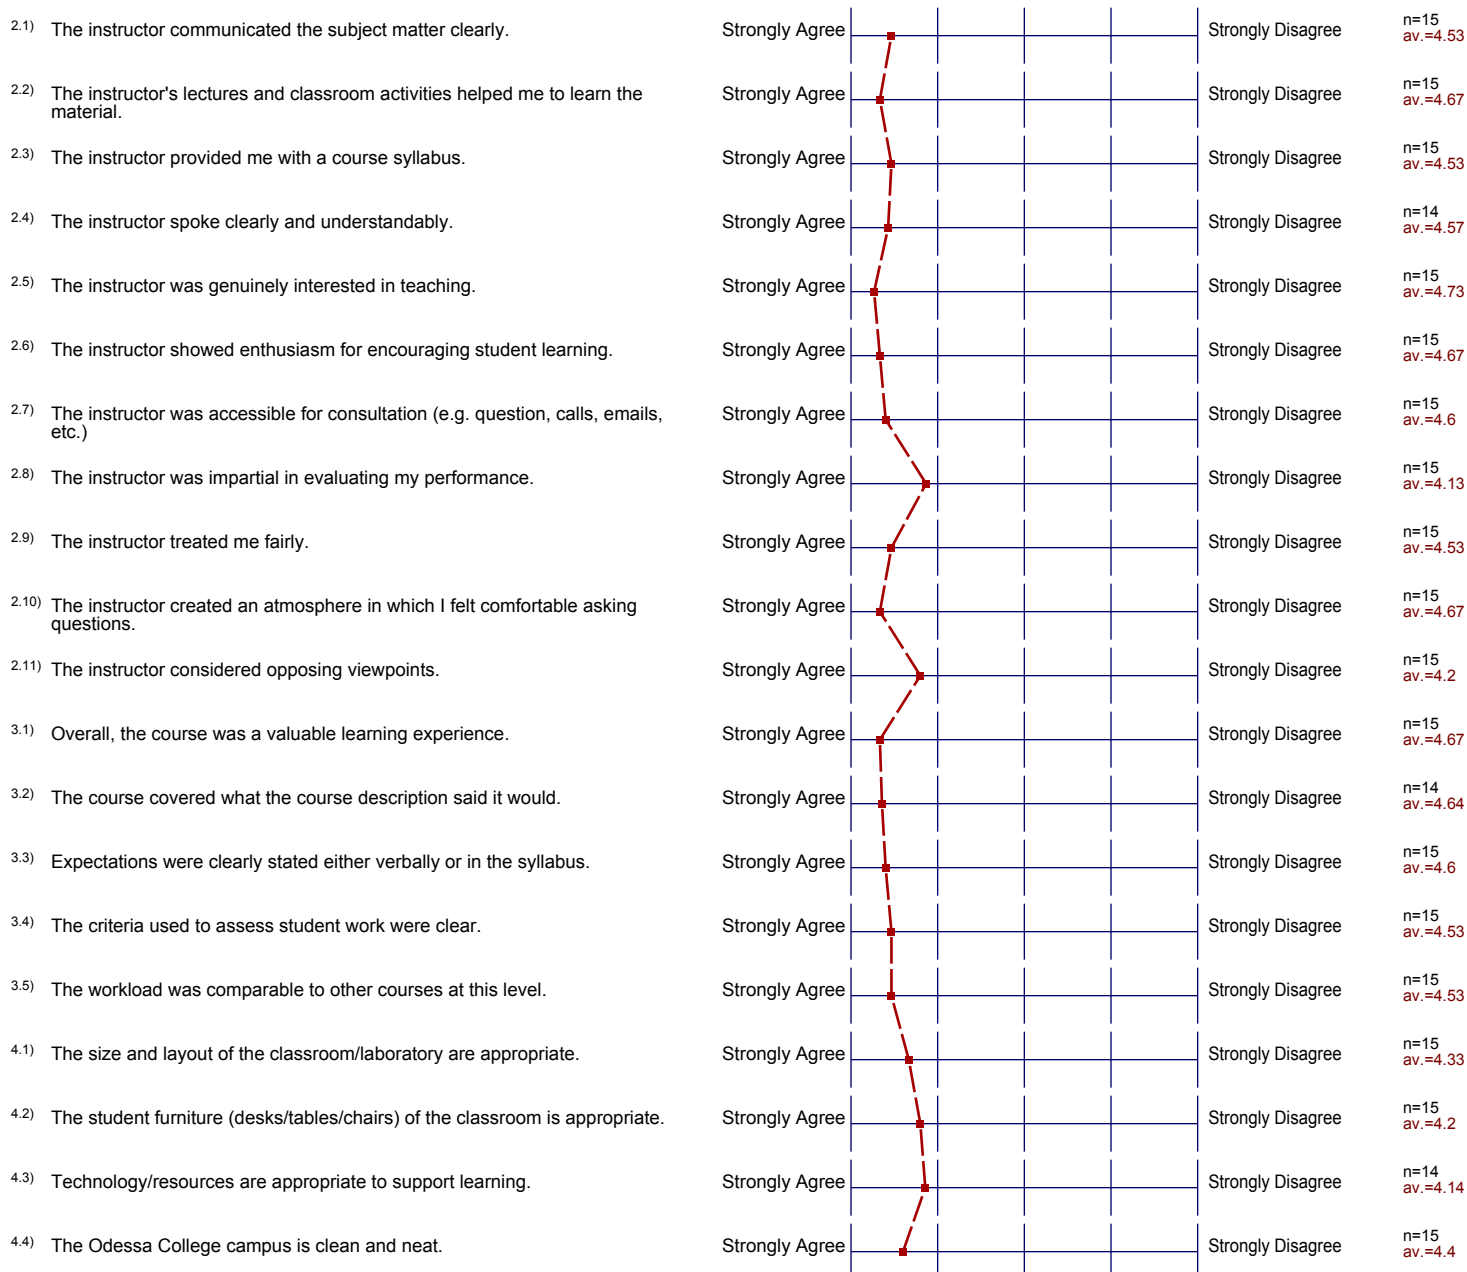 2.1) The instructor communicated the subject matter clearly. Strongly Agree Strongly Disagree n=15
av.=4.53
2.2) The instructor's lectures and classroom activities helped me to learn the
material. Strongly Agree Strongly Disagree n=15
av.=4.67
2.3) The instructor provided me with a course syllabus. Strongly Agree Strongly Disagree n=15
av.=4.53
2.4) The instructor spoke clearly and understandably. Strongly Agree Strongly Disagree n=14
av.=4.57
2.5) The instructor was genuinely interested in teaching. Strongly Agree Strongly Disagree n=15
av.=4.73
2.6) The instructor showed enthusiasm for encouraging student learning. Strongly Agree Strongly Disagree n=15
av.=4.67
2.7) The instructor was accessible for consultation (e.g. question, calls, emails,
etc.) Strongly Agree Strongly Disagree n=15
av.=4.6
2.8) The instructor was impartial in evaluating my performance. Strongly Agree Strongly Disagree n=15
av.=4.13
2.9) The instructor treated me fairly. Strongly Agree Strongly Disagree n=15
av.=4.53
2.10) The instructor created an atmosphere in which I felt comfortable asking
questions. Strongly Agree Strongly Disagree n=15
av.=4.67
2.11) The instructor considered opposing viewpoints. Strongly Agree Strongly Disagree n=15
av.=4.2
3.1) Overall, the course was a valuable learning experience. Strongly Agree Strongly Disagree n=15
av.=4.67
3.2) The course covered what the course description said it would. Strongly Agree Strongly Disagree n=14
av.=4.64
3.3) Expectations were clearly stated either verbally or in the syllabus. Strongly Agree Strongly Disagree n=15
av.=4.6
3.4) The criteria used to assess student work were clear. Strongly Agree Strongly Disagree n=15
av.=4.53
3.5) The workload was comparable to other courses at this level. Strongly Agree Strongly Disagree n=15
av.=4.53
4.1) The size and layout of the classroom/laboratory are appropriate. Strongly Agree Strongly Disagree n=15
av.=4.33
4.2) The student furniture (desks/tables/chairs) of the classroom is appropriate. Strongly Agree Strongly Disagree n=15
av.=4.2
4.3) Technology/resources are appropriate to support learning. Strongly Agree Strongly Disagree n=14
av.=4.14
4.4) The Odessa College campus is clean and neat. Strongly Agree Strongly Disagree n=15
av.=4.4